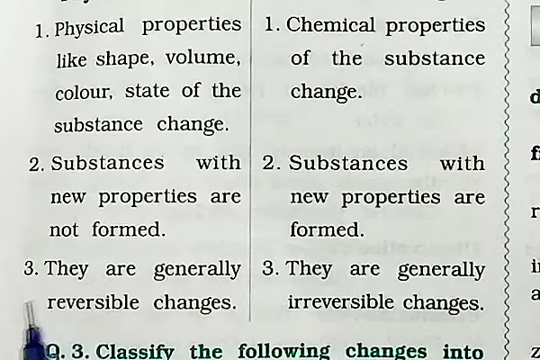 1. Physical properties
like shape, volume,
colour, state of the
substance change.
2. Substances with
new properties are
not formed.
3. They are generally
reversible changes.
1. Chemical properties
of the substance
change.
2. Substances with
new properties are
formed.
3. They are generally
irreversible changes.
Q. 3. Classify the following changes into